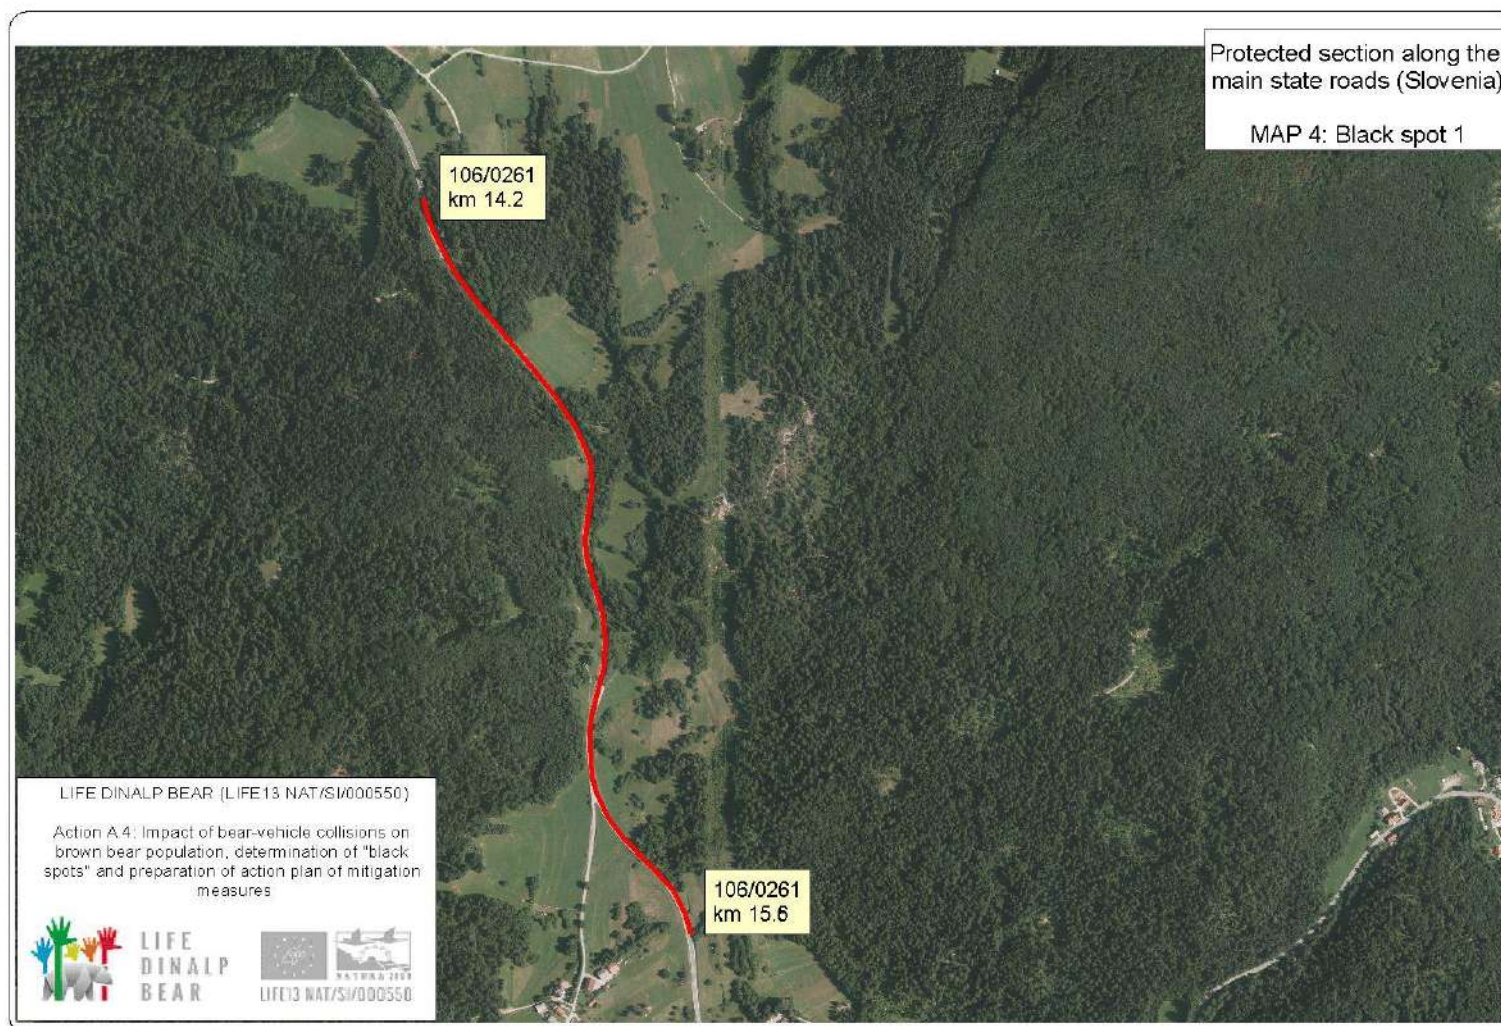 Protected section along the
main state roads (Slovenia)
MAP 4: Black spot 1
106/0261
km 14.2
106/0261
km 15.6
LIFE DINALP BEAR (LIFE13 NAT/SI/000550)
Action A.4: Impact of bear-vehicle collisions on
brown bear population, determination of "black
spots" and preparation of action plan of mitigation
measures
LIFE
DINALP
BEAR
NATURA 2000
LIFE13 NAT/SI/000550